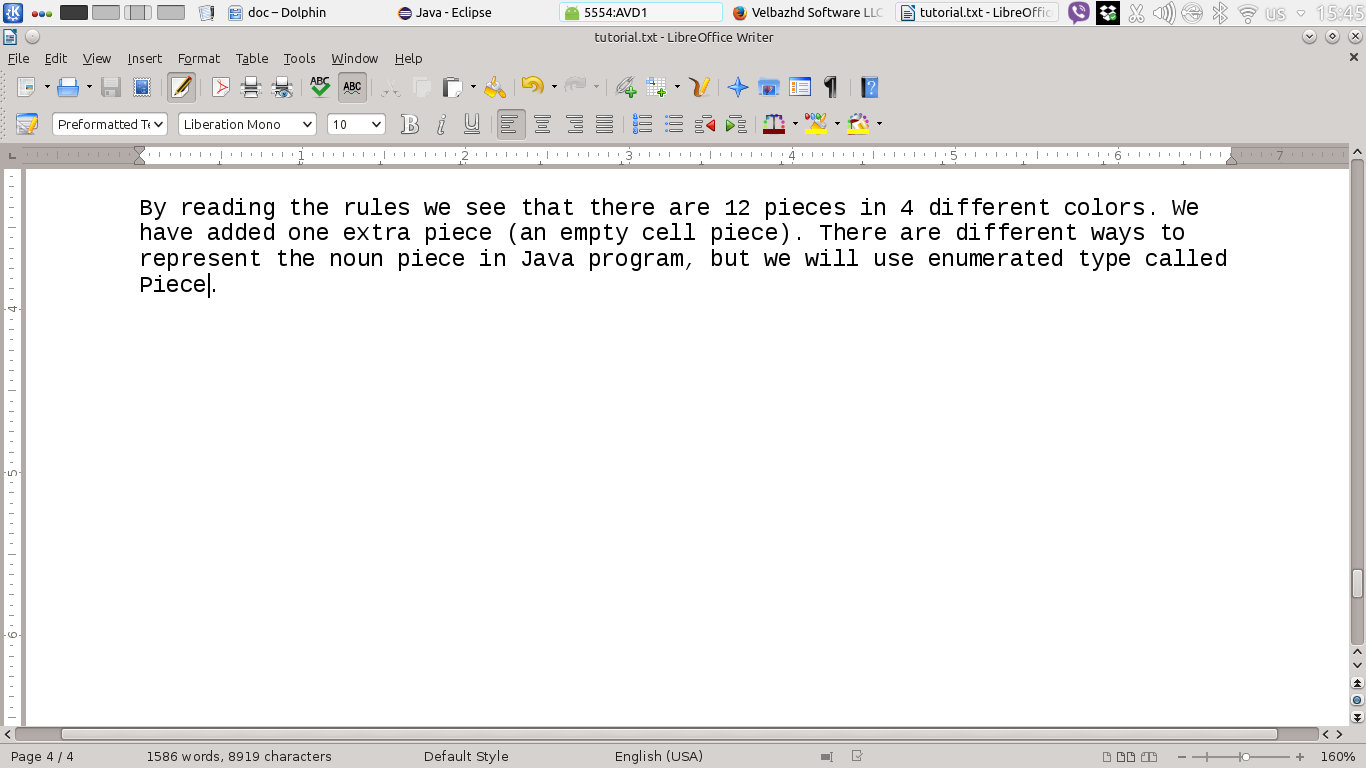 doc – Dolphin
Java - Eclipse
5554:AVD1
Velbazhd Software LLC
tutorial.txt - LibreOffic
us
15:45
tutorial.txt - LibreOffice Writer
File Edit View Insert Format Table Tools Window Help
ABC
ABC
Preformatted Te
Liberation Mono
10
B i U
1 2 3 4 5 6 7
By reading the rules we see that there are 12 pieces in 4 different colors. We
have added one extra piece (an empty cell piece). There are different ways to
represent the noun piece in Java program, but we will use enumerated type called
Piece.
4
5
6
Page 4 / 4
1586 words, 8919 characters
Default Style
English (USA)
160%